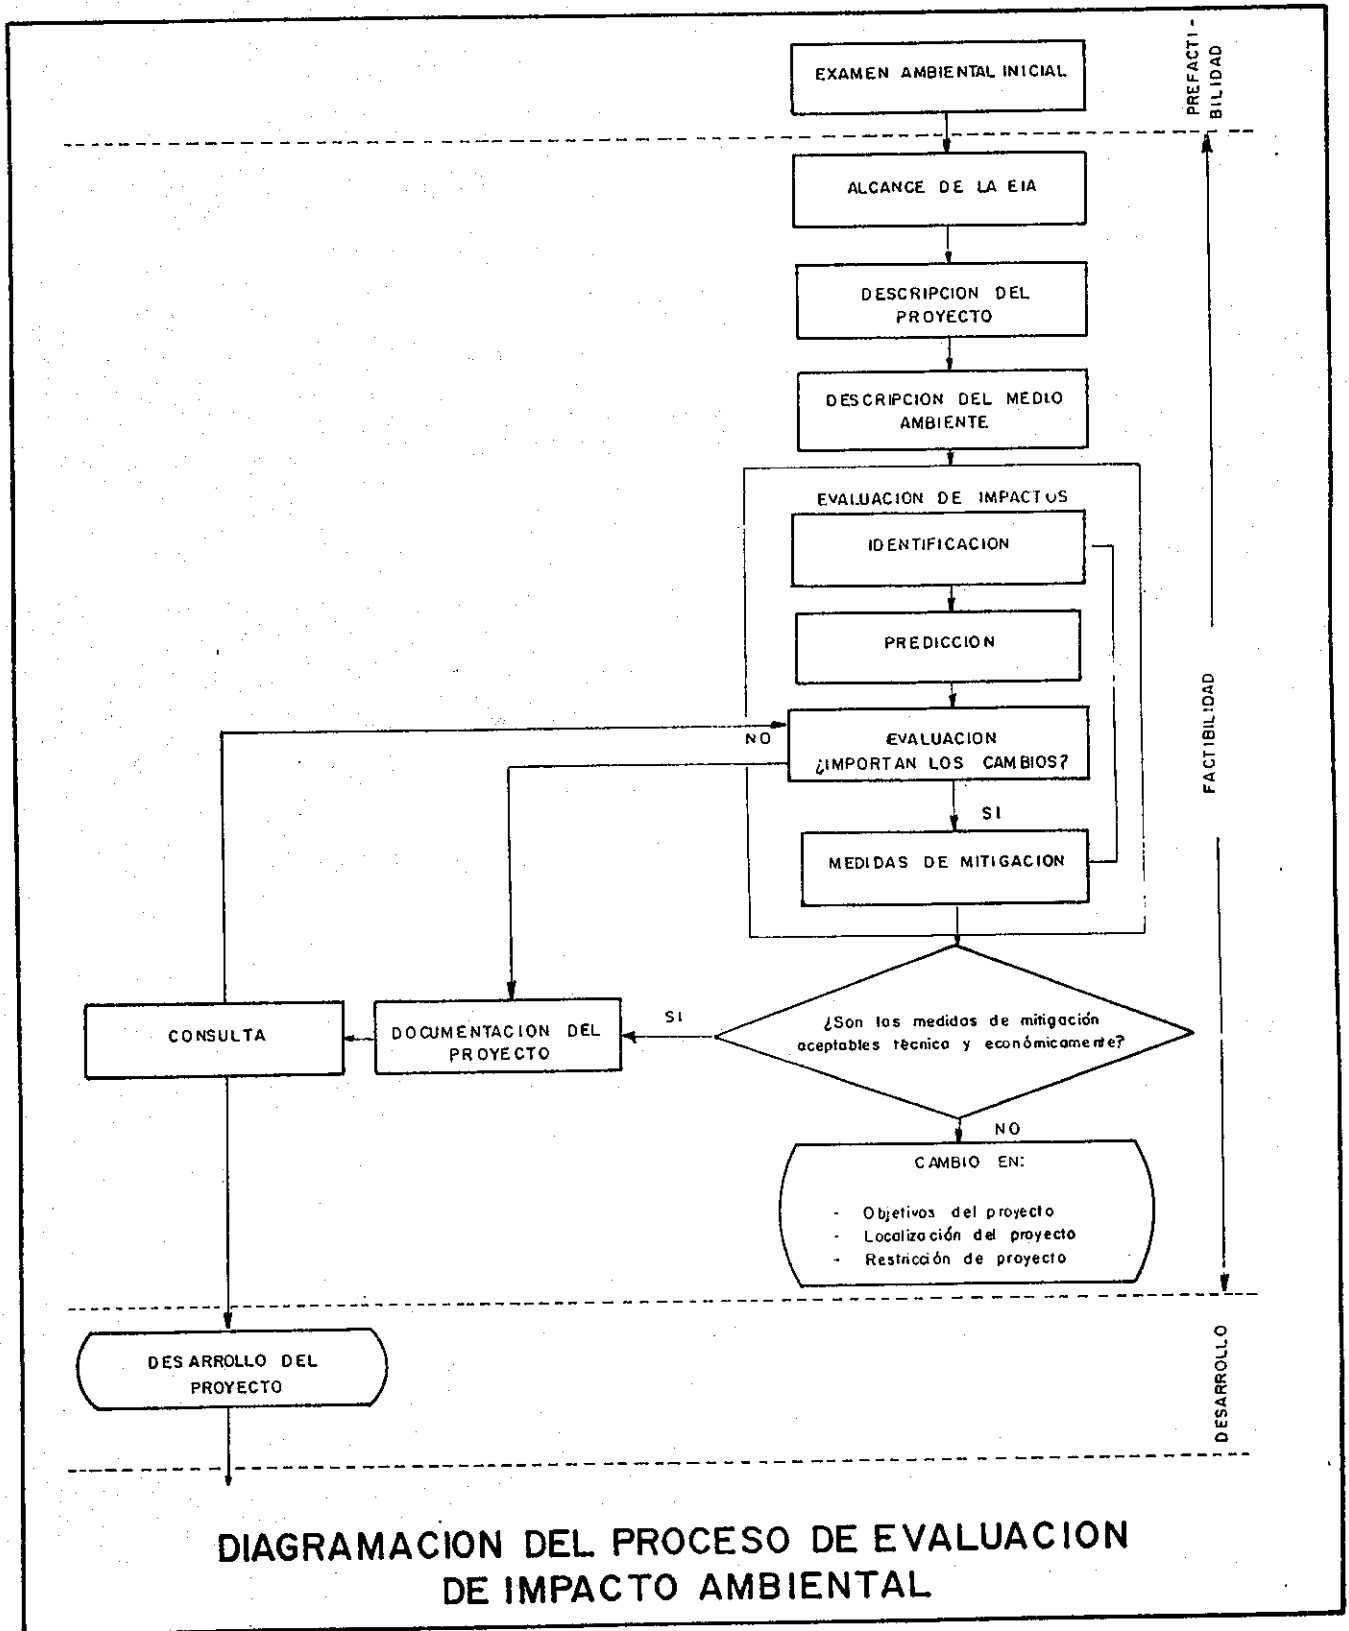 PREFACTI-
BILIDAD
EXAMEN AMBIENTAL INICIAL
ALCANCE DE LA EIA
DESCRIPCION DEL
PROYECTO
DESCRIPCION DEL MEDIO
AMBIENTE
EVALUACION DE IMPACTOS
IDENTIFICACION
PREDICCION
FACTIBILIDAD
NO
EVALUACION
¿IMPORTAN LOS CAMBIOS?
SI
MEDIDAS DE MITIGACION
¿Son las medidas de mitigación
aceptables técnica y económicamente?
SI
DOCUMENTACION DEL
PROYECTO
CONSULTA
NO
CAMBIO EN:
- Objetivos del proyecto
- Localización del proyecto
- Restricción de proyecto
DESARROLLO DEL
PROYECTO
DESARROLLO
DIAGRAMACION DEL PROCESO DE EVALUACION
DE IMPACTO AMBIENTAL